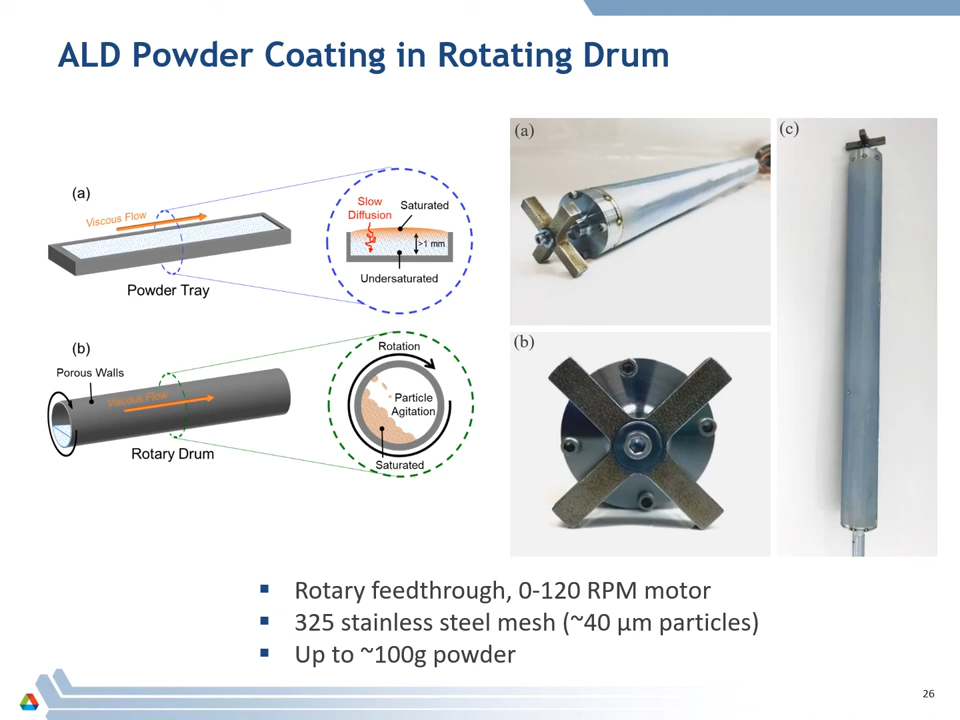 ALD Powder Coating in Rotating Drum
(a)
Viscous Flow
Powder Tray
Slow
Diffusion
Saturated
>1 mm
Undersaturated
(b)
Porous Walls
Viscous Flow
Rotary Drum
Rotation
Particle
Agitation
Saturated
(a)
(b)
(c)
▪ Rotary feedthrough, 0-120 RPM motor
▪ 325 stainless steel mesh (~40 µm particles)
▪ Up to ~100g powder
26